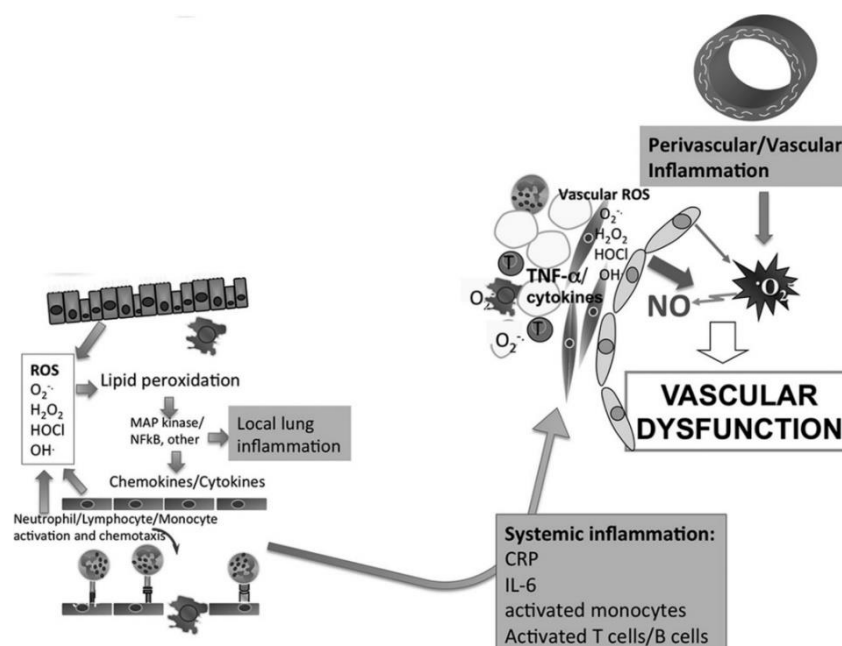 Perivascular/Vascular
Inflammation
Vascular ROS
O₂⁻·
H₂O₂
HOCl
OH·
T
TNF-α/
cytokines
O₂
T
O₂⁻·
NO
·O₂⁻
VASCULAR
DYSFUNCTION
ROS
O₂⁻·
H₂O₂
HOCl
OH·
Lipid peroxidation
MAP kinase/
NFkB, other
Local lung
inflammation
Chemokines/Cytokines
Neutrophil/Lymphocyte/Monocyte
activation and chemotaxis
Systemic inflammation:
CRP
IL-6
activated monocytes
Activated T cells/B cells